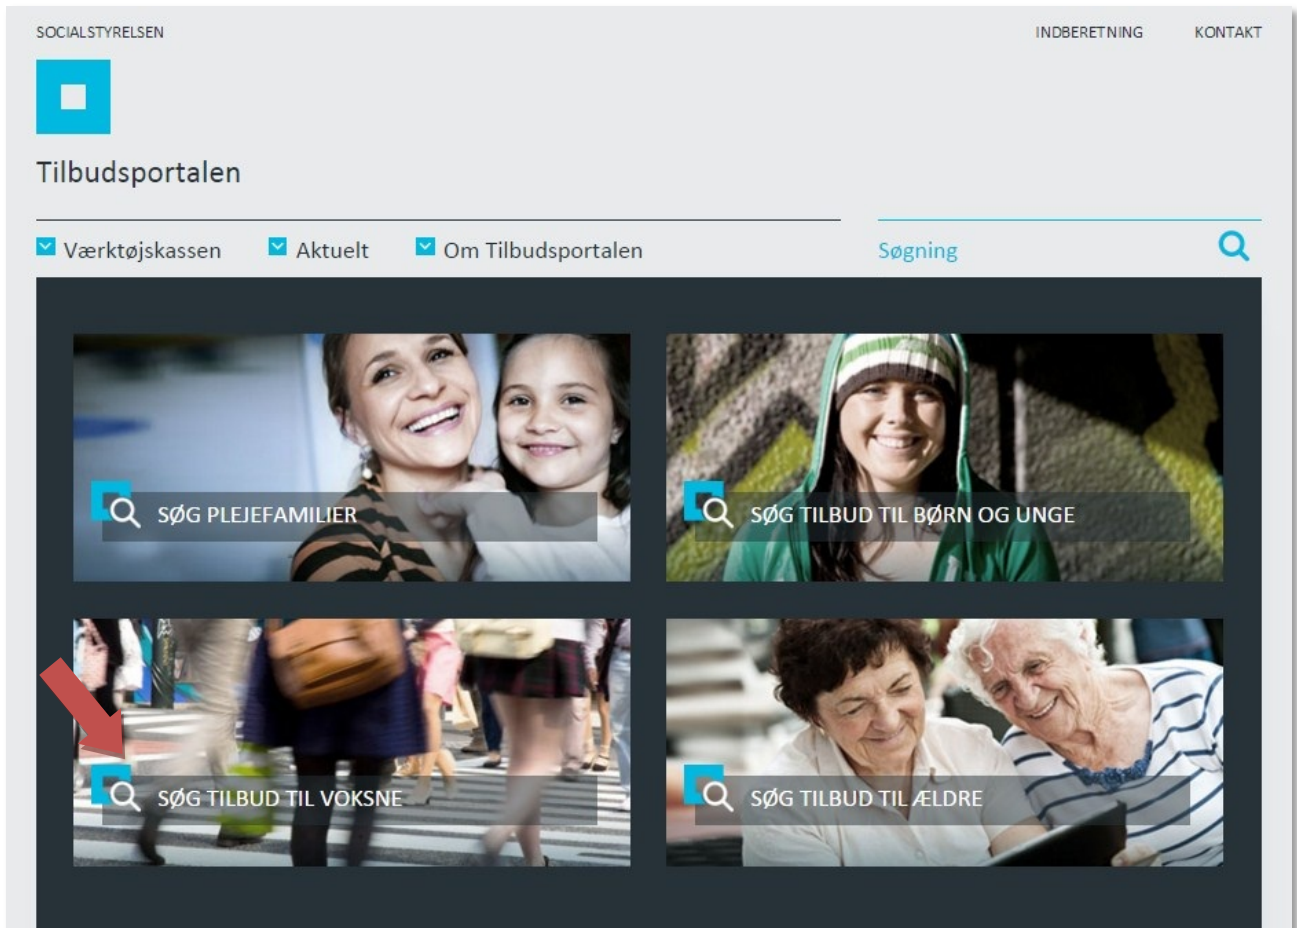 SOCIALSTYRELSEN
INDBERETNING
KONTAKT
Tilbudsportalen
Værktøjskassen
Aktuelt
Om Tilbudsportalen
Søgning
SØG PLEJEFAMILIER
SØG TILBUD TIL BØRN OG UNGE
SØG TILBUD TIL VOKSNE
SØG TILBUD TIL ÆLDRE